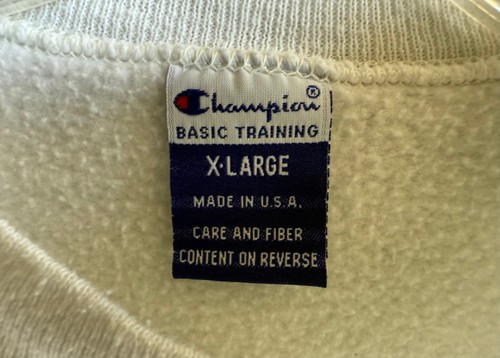 Champion®
BASIC TRAINING
X·LARGE
MADE IN U.S.A.
CARE AND FIBER
CONTENT ON REVERSE